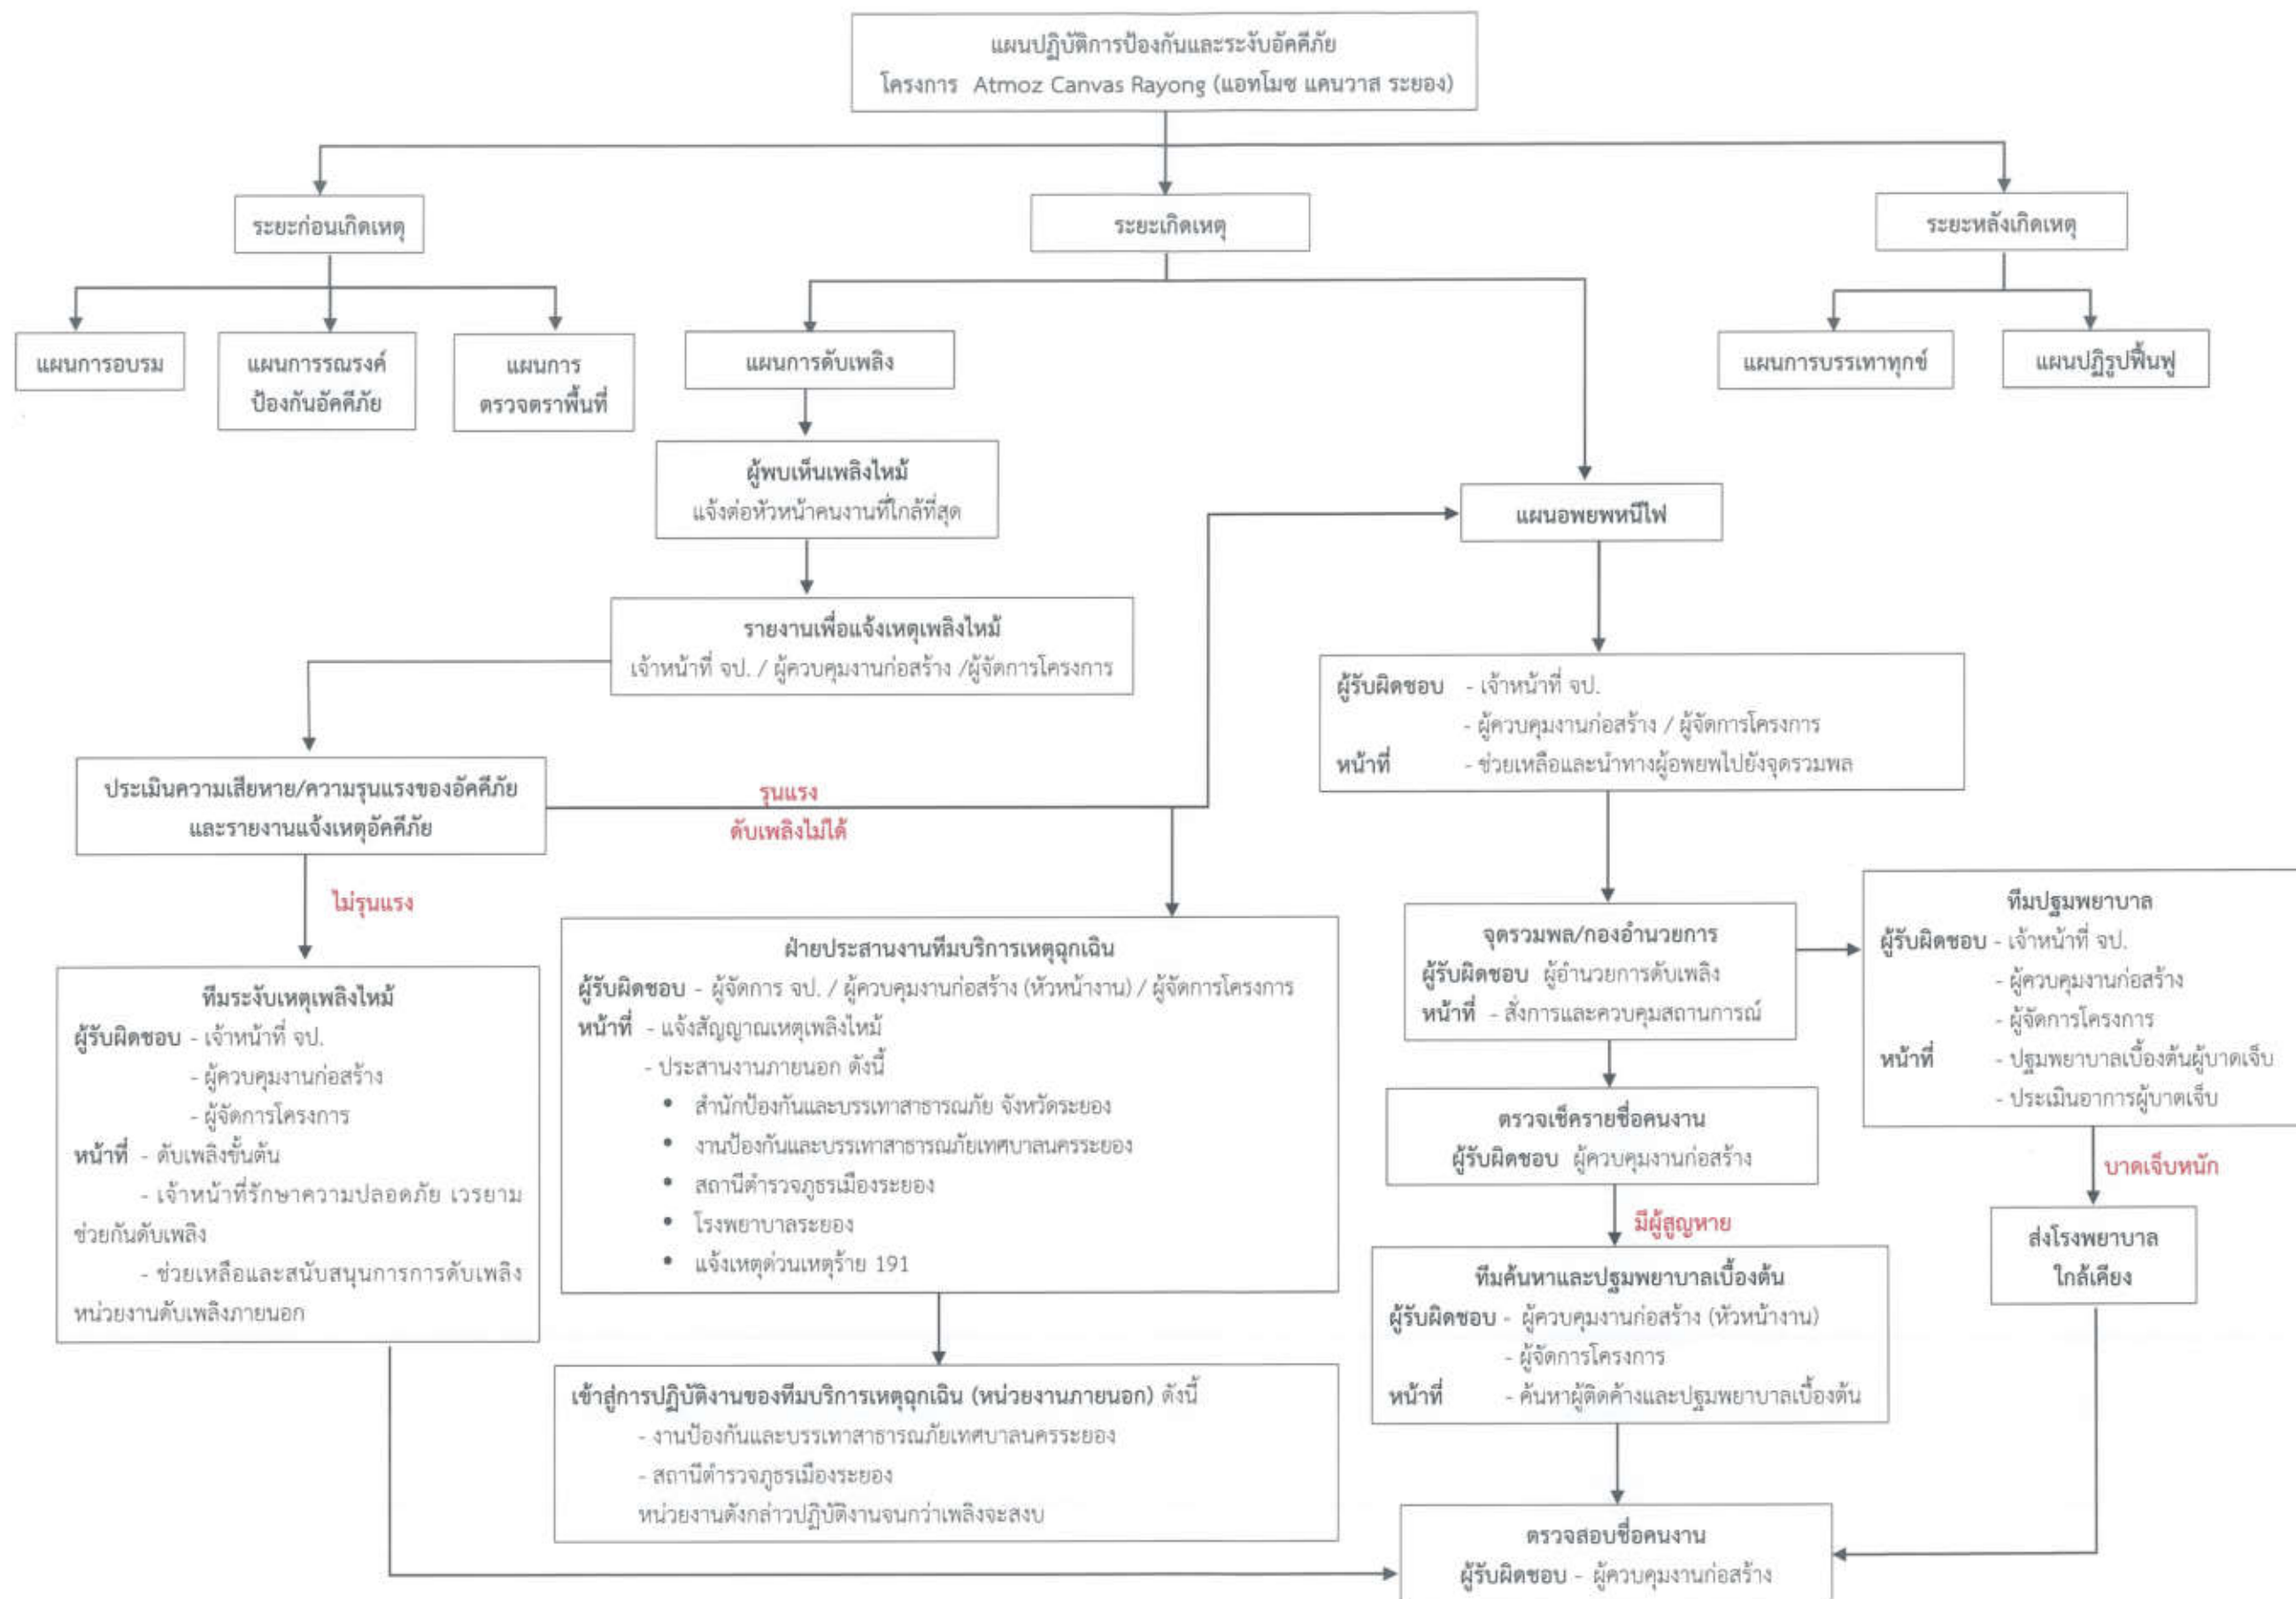 แผนปฏิบัติการป้องกันและระงับอัคคีภัย
โครงการ Atmoz Canvas Rayong (แอทโมซ แคนวาส ระยอง)
ระยะก่อนเกิดเหตุ
ระยะเกิดเหตุ
ระยะหลังเกิดเหตุ
แผนการอบรม
แผนการรณรงค์
ป้องกันอัคคีภัย
แผนการ
ตรวจตราพื้นที่
แผนการดับเพลิง
แผนการบรรเทาทุกข์
แผนปฏิรูปฟื้นฟู
ผู้พบเห็นเพลิงไหม้
แจ้งต่อหัวหน้าคนงานที่ใกล้ที่สุด
แผนอพยพหนีไฟ
รายงานเพื่อแจ้งเหตุเพลิงไหม้
เจ้าหน้าที่ จป. / ผู้ควบคุมงานก่อสร้าง /ผู้จัดการโครงการ
ผู้รับผิดชอบ - เจ้าหน้าที่ จป.
- ผู้ควบคุมงานก่อสร้าง / ผู้จัดการโครงการ
หน้าที่ - ช่วยเหลือและนำทางผู้อพยพไปยังจุดรวมพล
ประเมินความเสียหาย/ความรุนแรงของอัคคีภัย
และรายงานแจ้งเหตุอัคคีภัย
รุนแรง
ดับเพลิงไม่ได้
ไม่รุนแรง
ทีมระงับเหตุเพลิงไหม้
ผู้รับผิดชอบ - เจ้าหน้าที่ จป.
- ผู้ควบคุมงานก่อสร้าง
- ผู้จัดการโครงการ
หน้าที่ - ดับเพลิงขั้นต้น
- เจ้าหน้าที่รักษาความปลอดภัย เวรยาม
ช่วยกันดับเพลิง
- ช่วยเหลือและสนับสนุนการการดับเพลิง
หน่วยงานดับเพลิงภายนอก
ฝ่ายประสานงานทีมบริการเหตุฉุกเฉิน
ผู้รับผิดชอบ - ผู้จัดการ จป. / ผู้ควบคุมงานก่อสร้าง (หัวหน้างาน) / ผู้จัดการโครงการ
หน้าที่ - แจ้งสัญญาณเหตุเพลิงไหม้
- ประสานงานภายนอก ดังนี้
• สำนักป้องกันและบรรเทาสาธารณภัย จังหวัดระยอง
• งานป้องกันและบรรเทาสาธารณภัยเทศบาลนครระยอง
• สถานีตำรวจภูธรเมืองระยอง
• โรงพยาบาลระยอง
• แจ้งเหตุด่วนเหตุร้าย 191
เข้าสู่การปฏิบัติงานของทีมบริการเหตุฉุกเฉิน (หน่วยงานภายนอก) ดังนี้
- งานป้องกันและบรรเทาสาธารณภัยเทศบาลนครระยอง
- สถานีตำรวจภูธรเมืองระยอง
หน่วยงานดังกล่าวปฏิบัติงานจนกว่าเพลิงจะสงบ
จุดรวมพล/กองอำนวยการ
ผู้รับผิดชอบ ผู้อำนวยการดับเพลิง
หน้าที่ - สั่งการและควบคุมสถานการณ์
ทีมปฐมพยาบาล
ผู้รับผิดชอบ - เจ้าหน้าที่ จป.
- ผู้ควบคุมงานก่อสร้าง
- ผู้จัดการโครงการ
หน้าที่ - ปฐมพยาบาลเบื้องต้นผู้บาดเจ็บ
- ประเมินอาการผู้บาดเจ็บ
ตรวจเช็ครายชื่อคนงาน
ผู้รับผิดชอบ ผู้ควบคุมงานก่อสร้าง
บาดเจ็บหนัก
มีผู้สูญหาย
ส่งโรงพยาบาล
ใกล้เคียง
ทีมค้นหาและปฐมพยาบาลเบื้องต้น
ผู้รับผิดชอบ - ผู้ควบคุมงานก่อสร้าง (หัวหน้างาน)
- ผู้จัดการโครงการ
หน้าที่ - ค้นหาผู้ติดค้างและปฐมพยาบาลเบื้องต้น
ตรวจสอบชื่อคนงาน
ผู้รับผิดชอบ - ผู้ควบคุมงานก่อสร้าง